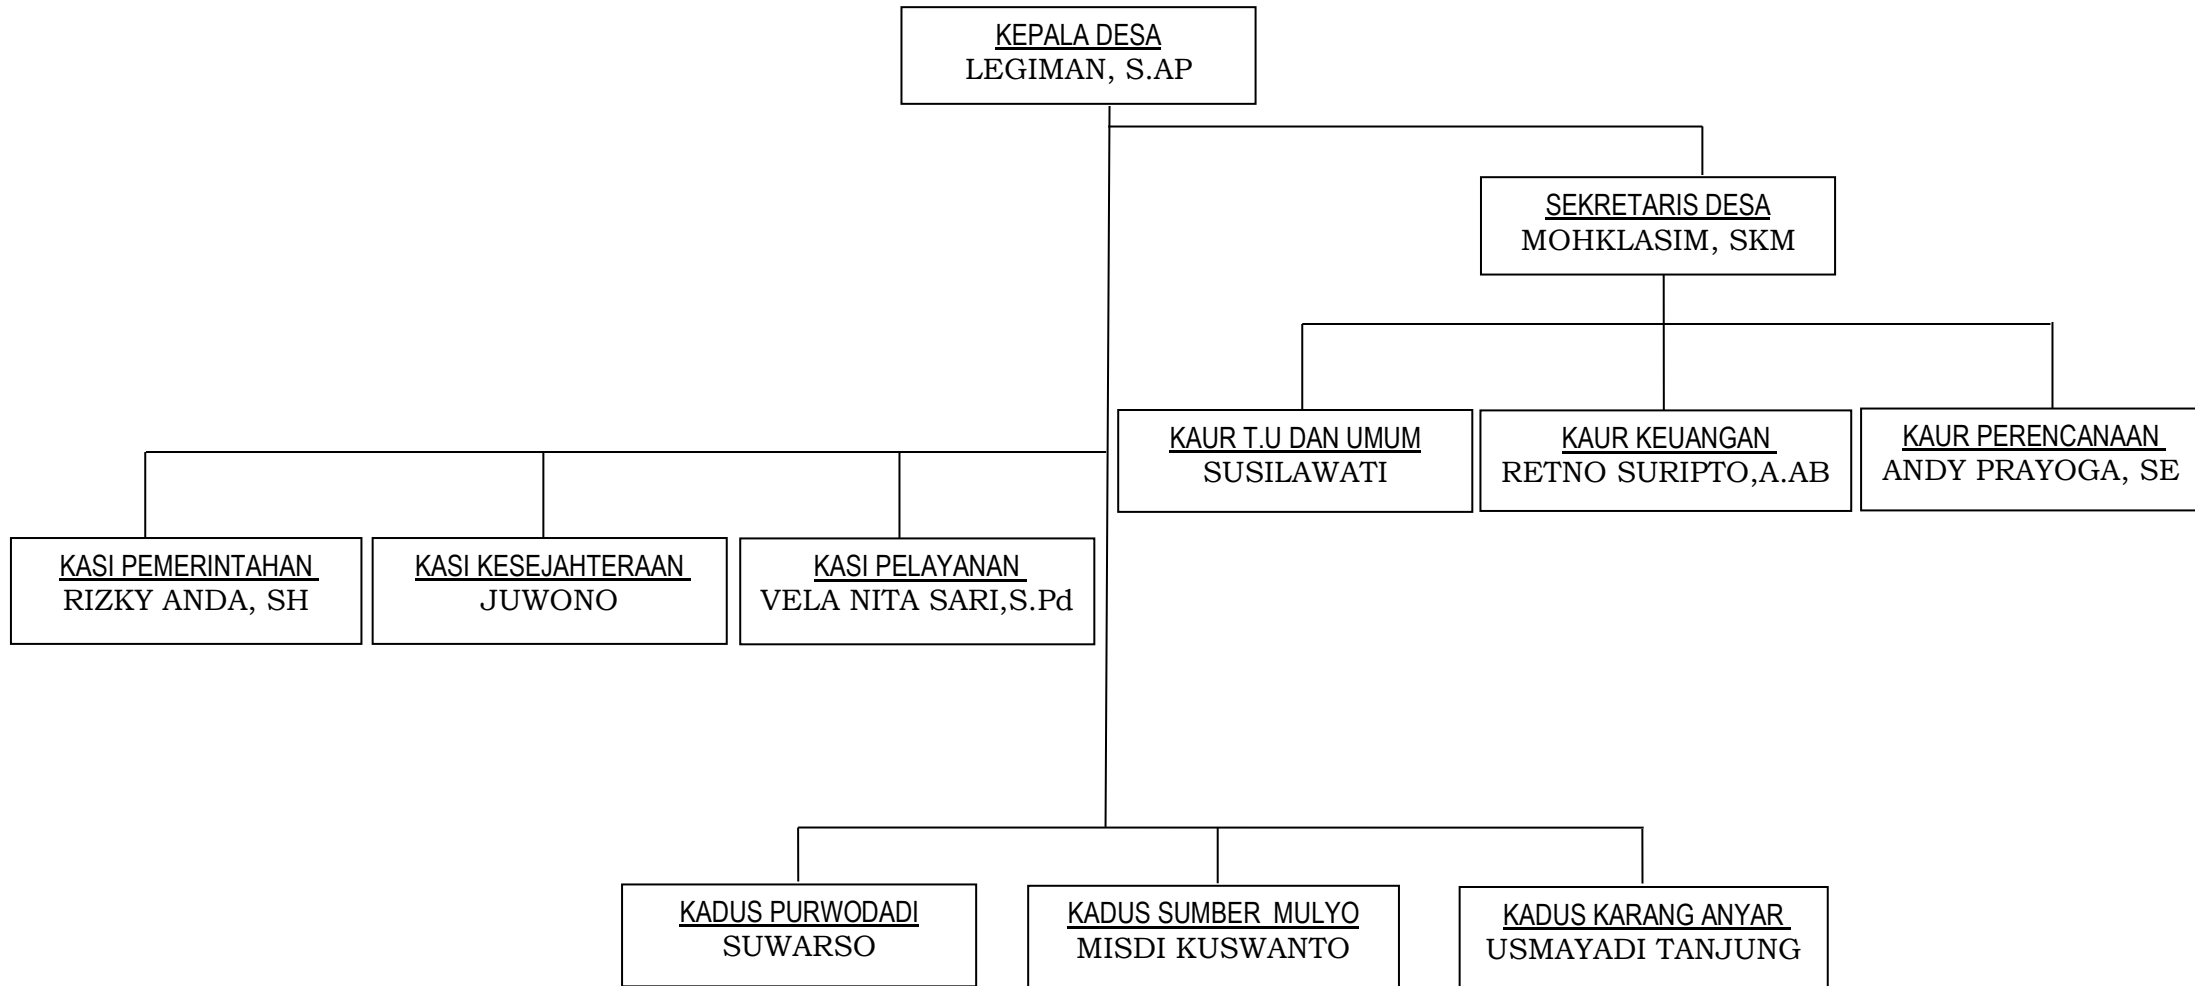 KEPALA DESA
LEGIMAN, S.AP
SEKRETARIS DESA
MOHKLASIM, SKM
KAUR T.U DAN UMUM
SUSILAWATI
KAUR KEUANGAN
RETNO SURIPTO,A.AB
KAUR PERENCANAAN
ANDY PRAYOGA, SE
KASI PEMERINTAHAN
RIZKY ANDA, SH
KASI KESEJAHTERAAN
JUWONO
KASI PELAYANAN
VELA NITA SARI,S.Pd
KADUS PURWODADI
SUWARSO
KADUS SUMBER  MULYO
MISDI KUSWANTO
KADUS KARANG ANYAR
USMAYADI TANJUNG